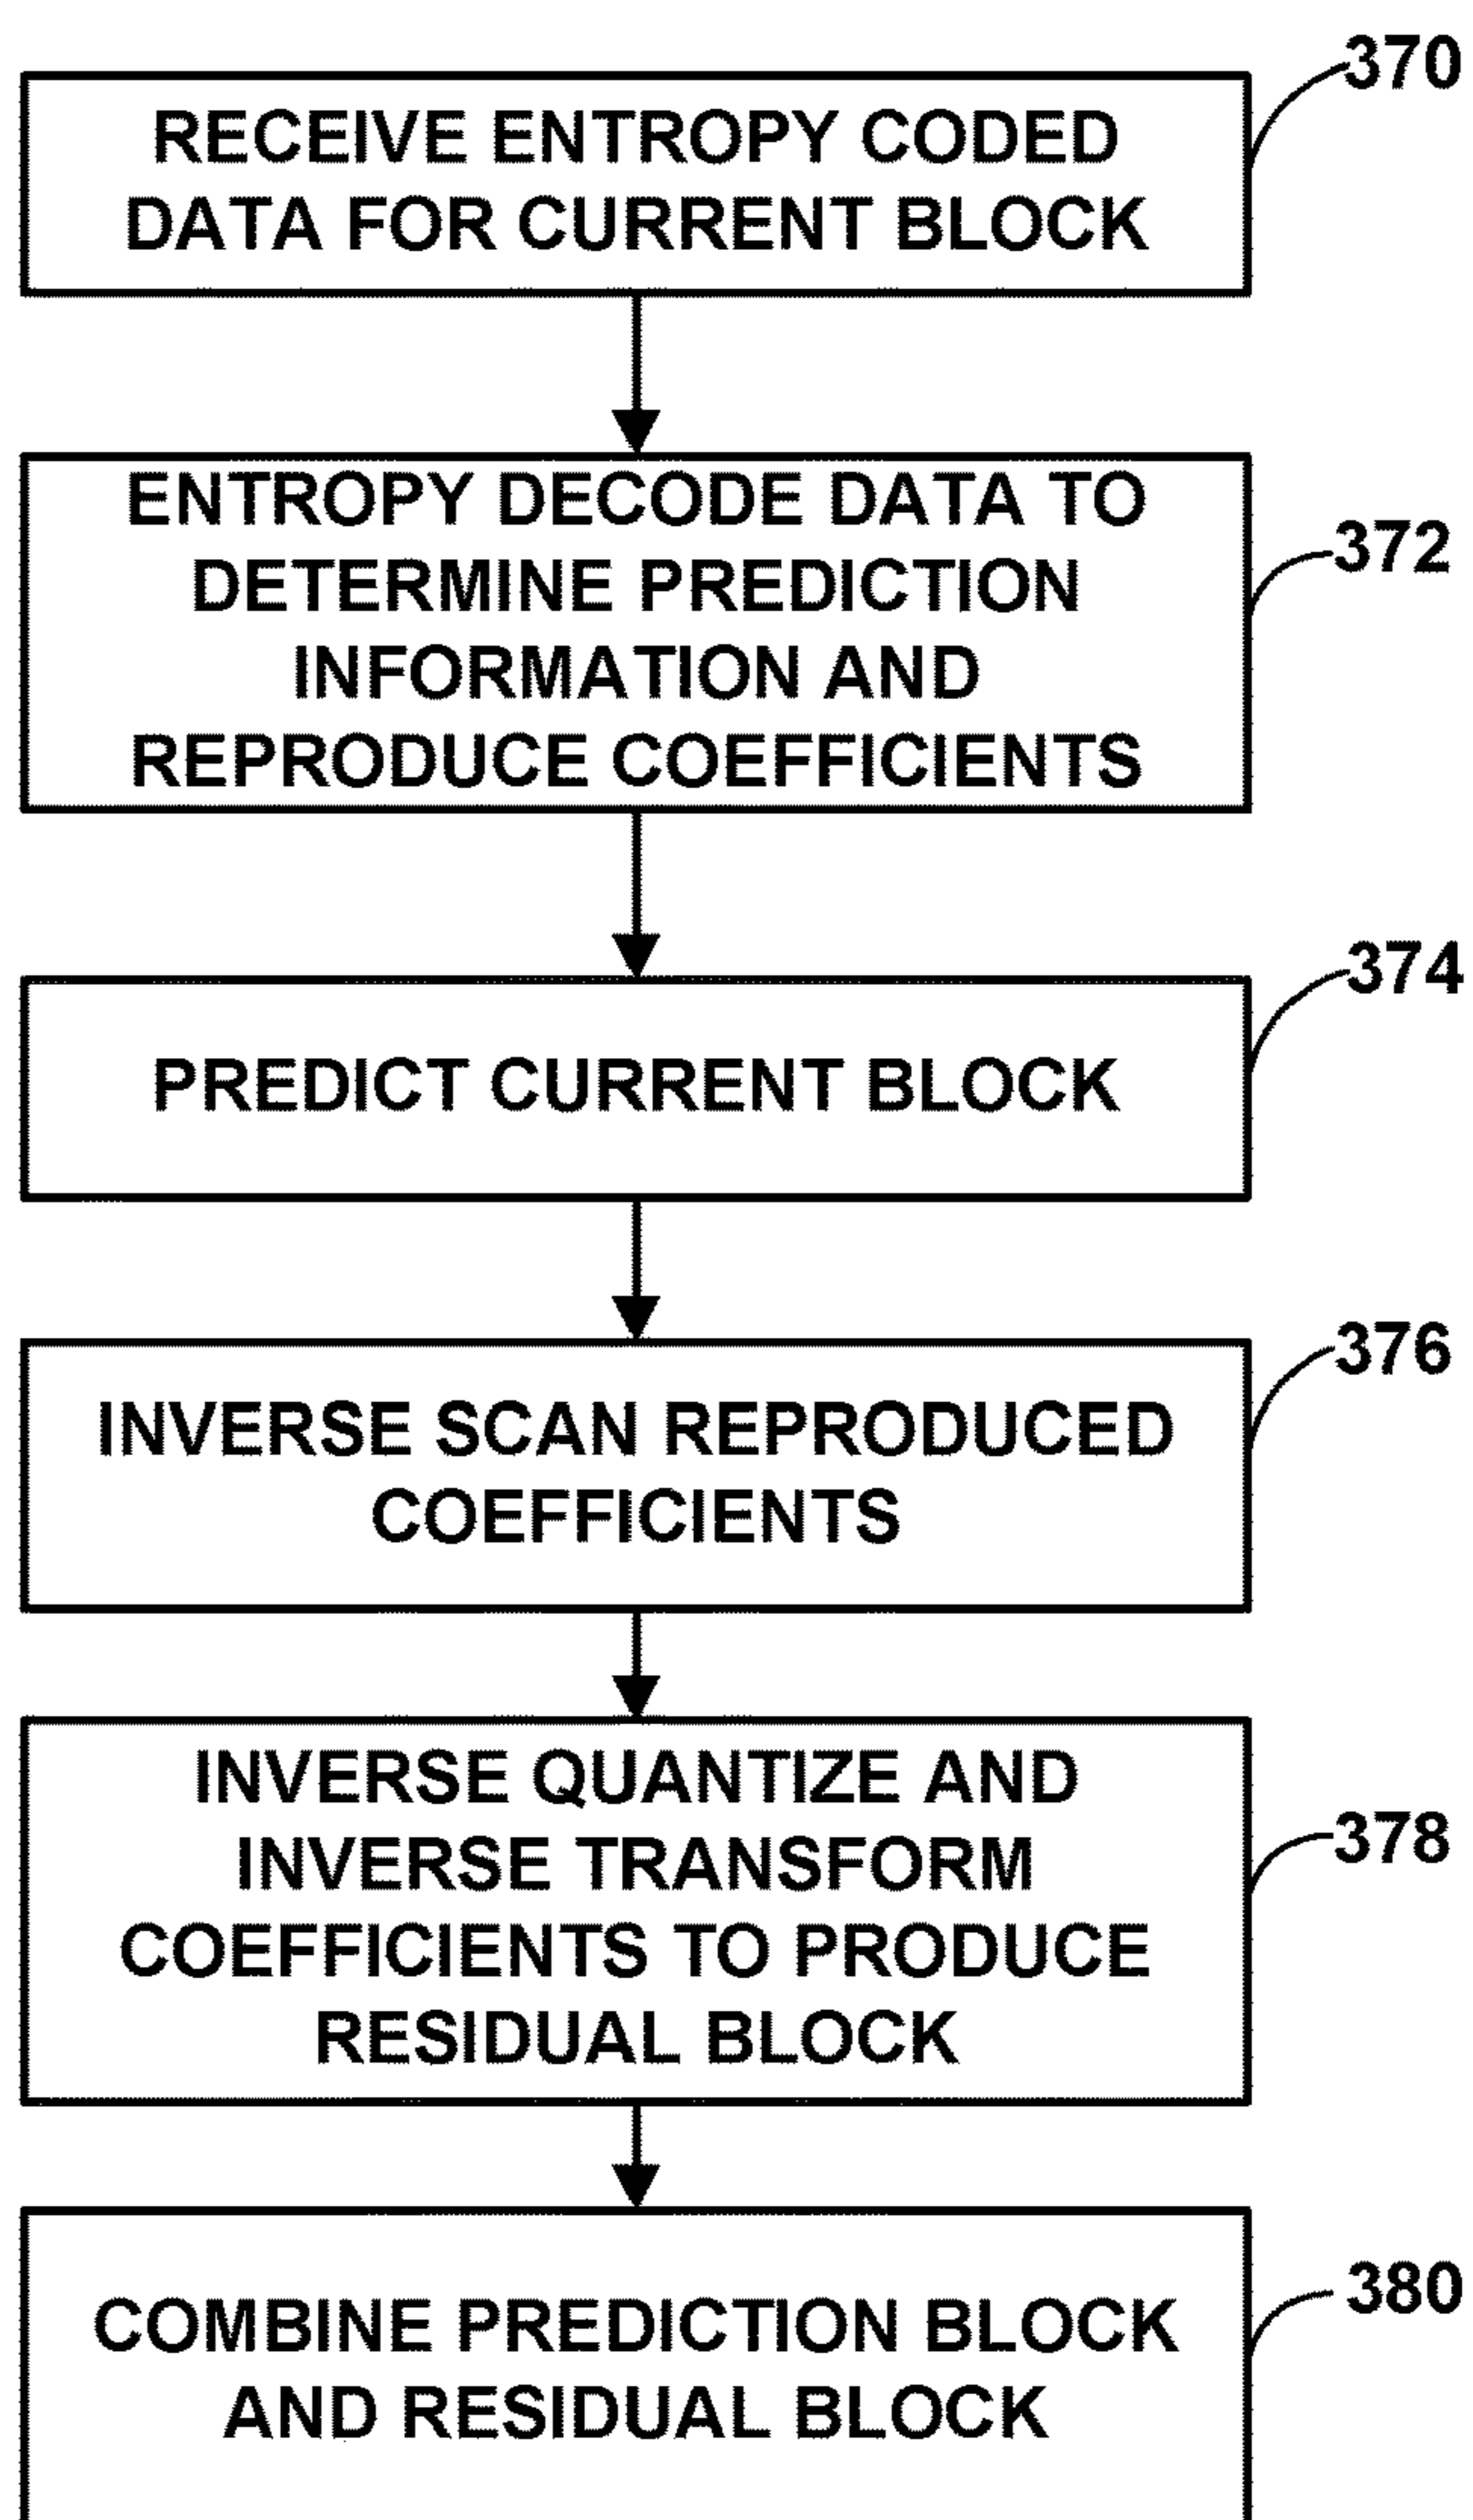 370
RECEIVE ENTROPY CODED
DATA FOR CURRENT BLOCK
ENTROPY DECODE DATA TO
DETERMINE PREDICTION
INFORMATION AND
REPRODUCE COEFFICIENTS
372
374
PREDICT CURRENT BLOCK
376
INVERSE SCAN REPRODUCED
COEFFICIENTS
INVERSE QUANTIZE AND
INVERSE TRANSFORM
COEFFICIENTS TO PRODUCE
RESIDUAL BLOCK
378
380
COMBINE PREDICTION BLOCK
AND RESIDUAL BLOCK